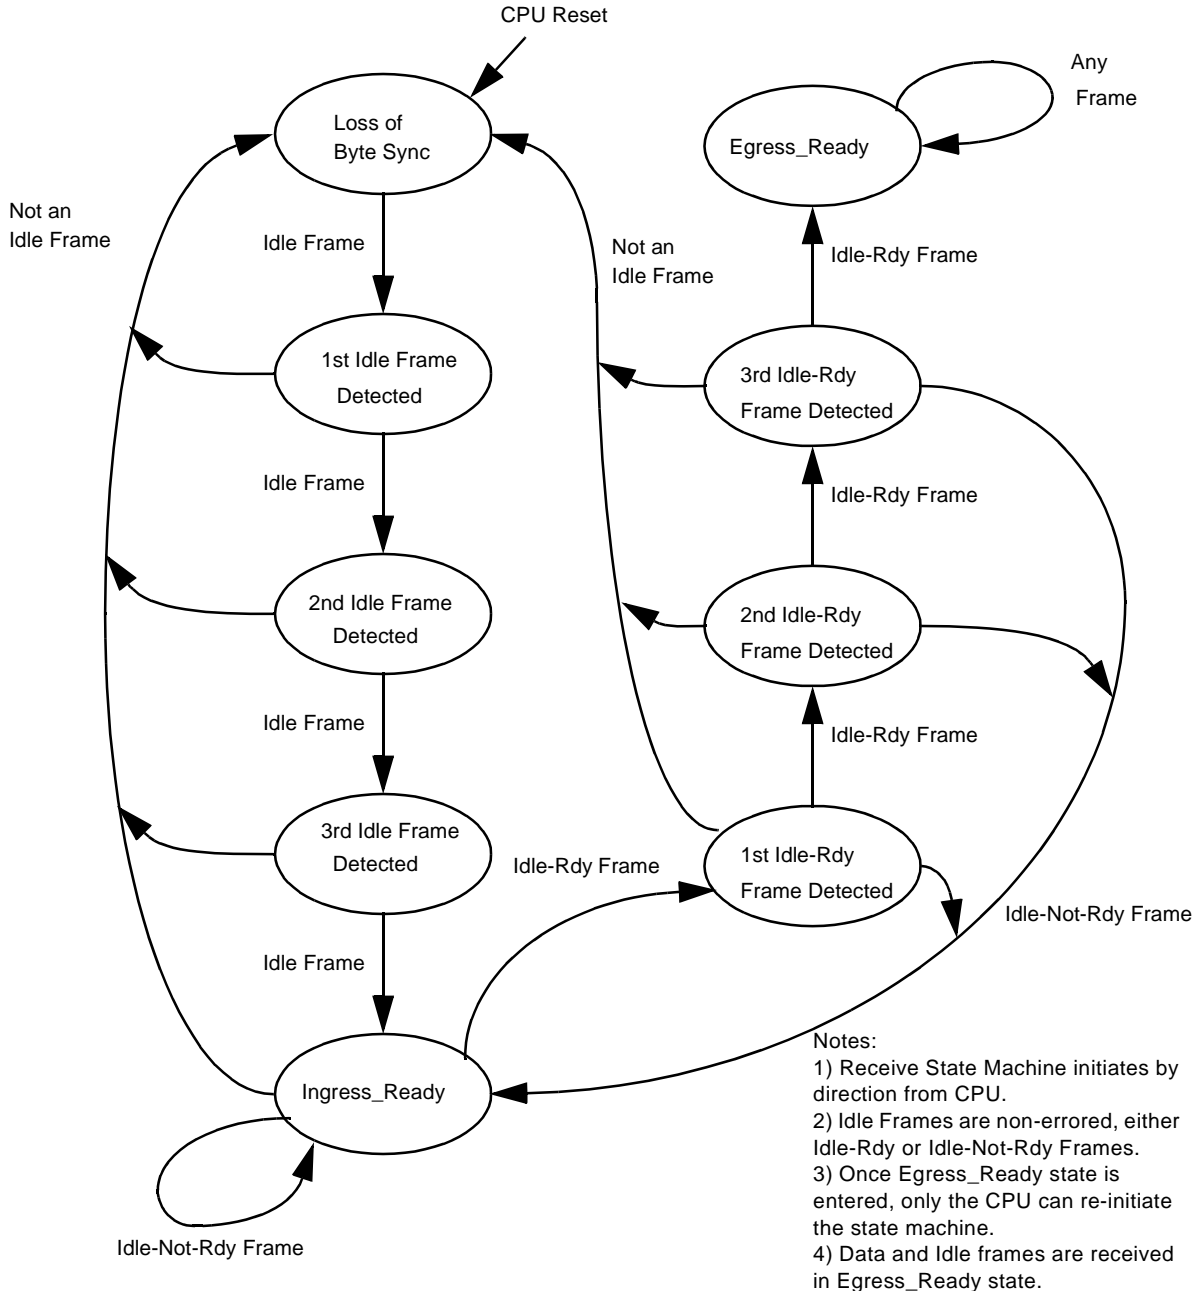 CPU Reset
Any
Frame
Loss of
Byte Sync
Egress_Ready
Not an
Idle Frame
Idle Frame
Not an
Idle Frame
Idle-Rdy Frame
1st Idle Frame
Detected
3rd Idle-Rdy
Frame Detected
Idle Frame
Idle-Rdy Frame
2nd Idle Frame
Detected
2nd Idle-Rdy
Frame Detected
Idle Frame
Idle-Rdy Frame
3rd Idle Frame
Detected
Idle-Rdy Frame
1st Idle-Rdy
Frame Detected
Idle-Not-Rdy Frame
Idle Frame
Ingress_Ready
Idle-Not-Rdy Frame
Notes:
1) Receive State Machine initiates by
direction from CPU.
2) Idle Frames are non-errored, either
Idle-Rdy or Idle-Not-Rdy Frames.
3) Once Egress_Ready state is
entered, only the CPU can re-initiate
the state machine.
4) Data and Idle frames are received
in Egress_Ready state.